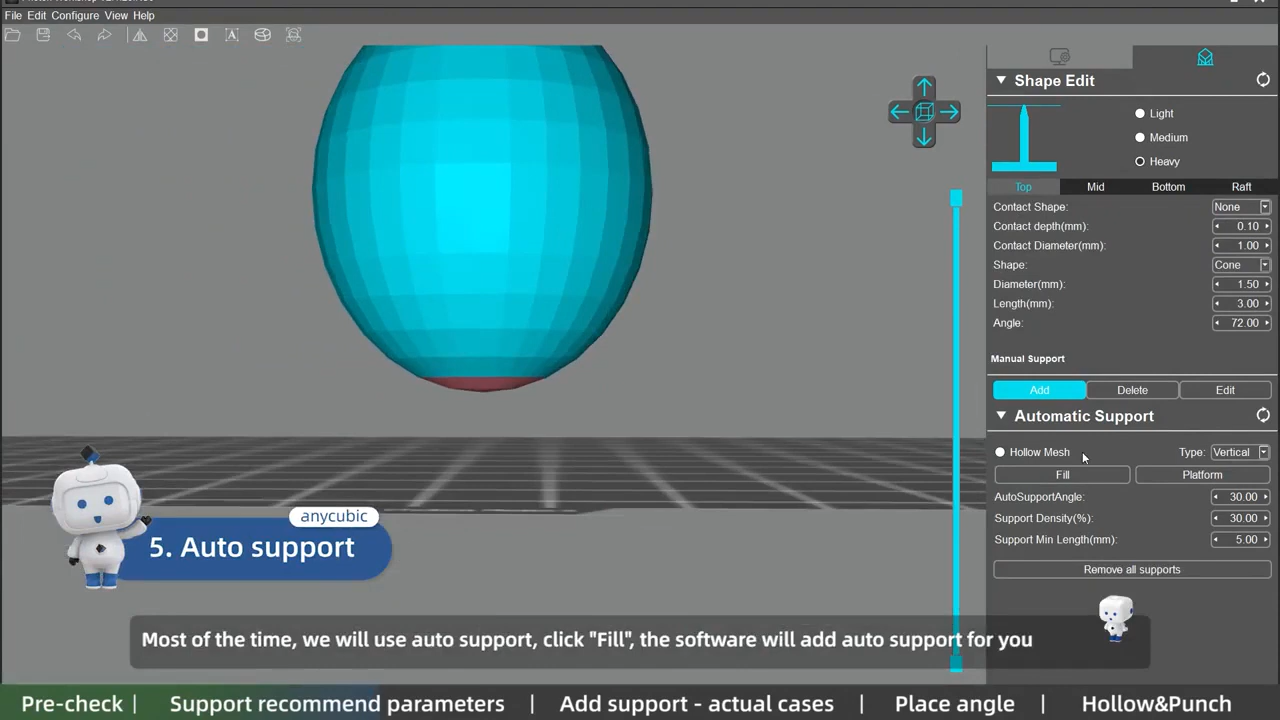 File Edit Configure View Help
Shape Edit
Light
Medium
Heavy
Top Mid Bottom Raft
Contact Shape: None
Contact depth(mm): 0.10
Contact Diameter(mm): 1.00
Shape: Cone
Diameter(mm): 1.50
Length(mm): 3.00
Angle: 72.00
Manual Support
Add Delete Edit
Automatic Support
Hollow Mesh Type: Vertical
Fill Platform
AutoSupportAngle: 30.00
Support Density(%): 30.00
Support Min Length(mm): 5.00
Remove all supports
anycubic
5. Auto support
Most of the time, we will use auto support, click "Fill", the software will add auto support for you
Pre-check | Support recommend parameters | Add support - actual cases | Place angle | Hollow&Punch